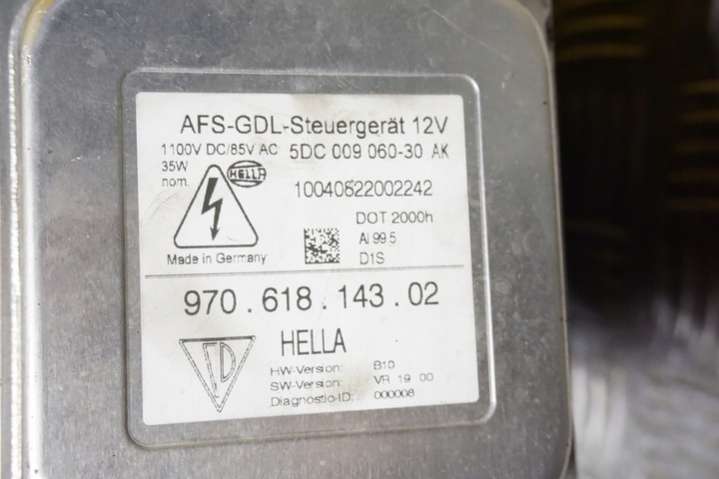 AFS-GDL-Steuergerät 12V
1100V DC/85V AC 5DC 009 060-30 AK
35W
nom.
HELLA
10040622002242
DOT 2000h
Al 99.5
D1S
Made in Germany
970.618.143.02
HELLA
HW-Version: B10
SW-Version: VR 19 00
Diagnostic-ID: 000008